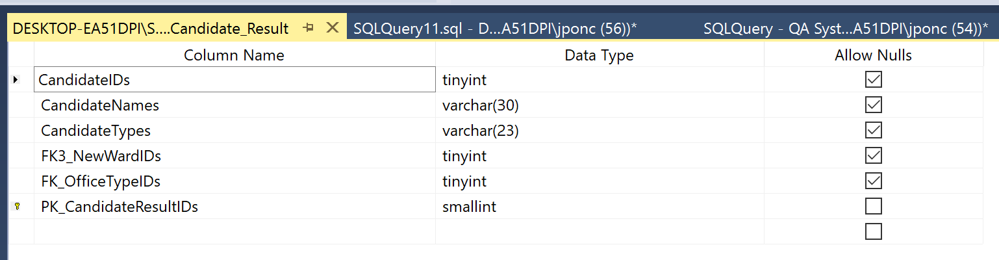 DESKTOP-EA51DPI\S....Candidate_Result SQLQuery11.sql - D...A51DPI\jponc (56))* SQLQuery - QA Syst...A51DPI\jponc (54))*
Column Name Data Type Allow Nulls
CandidateIDs tinyint
CandidateNames varchar(30)
CandidateTypes varchar(23)
FK3_NewWardIDs tinyint
FK_OfficeTypeIDs tinyint
PK_CandidateResultIDs smallint